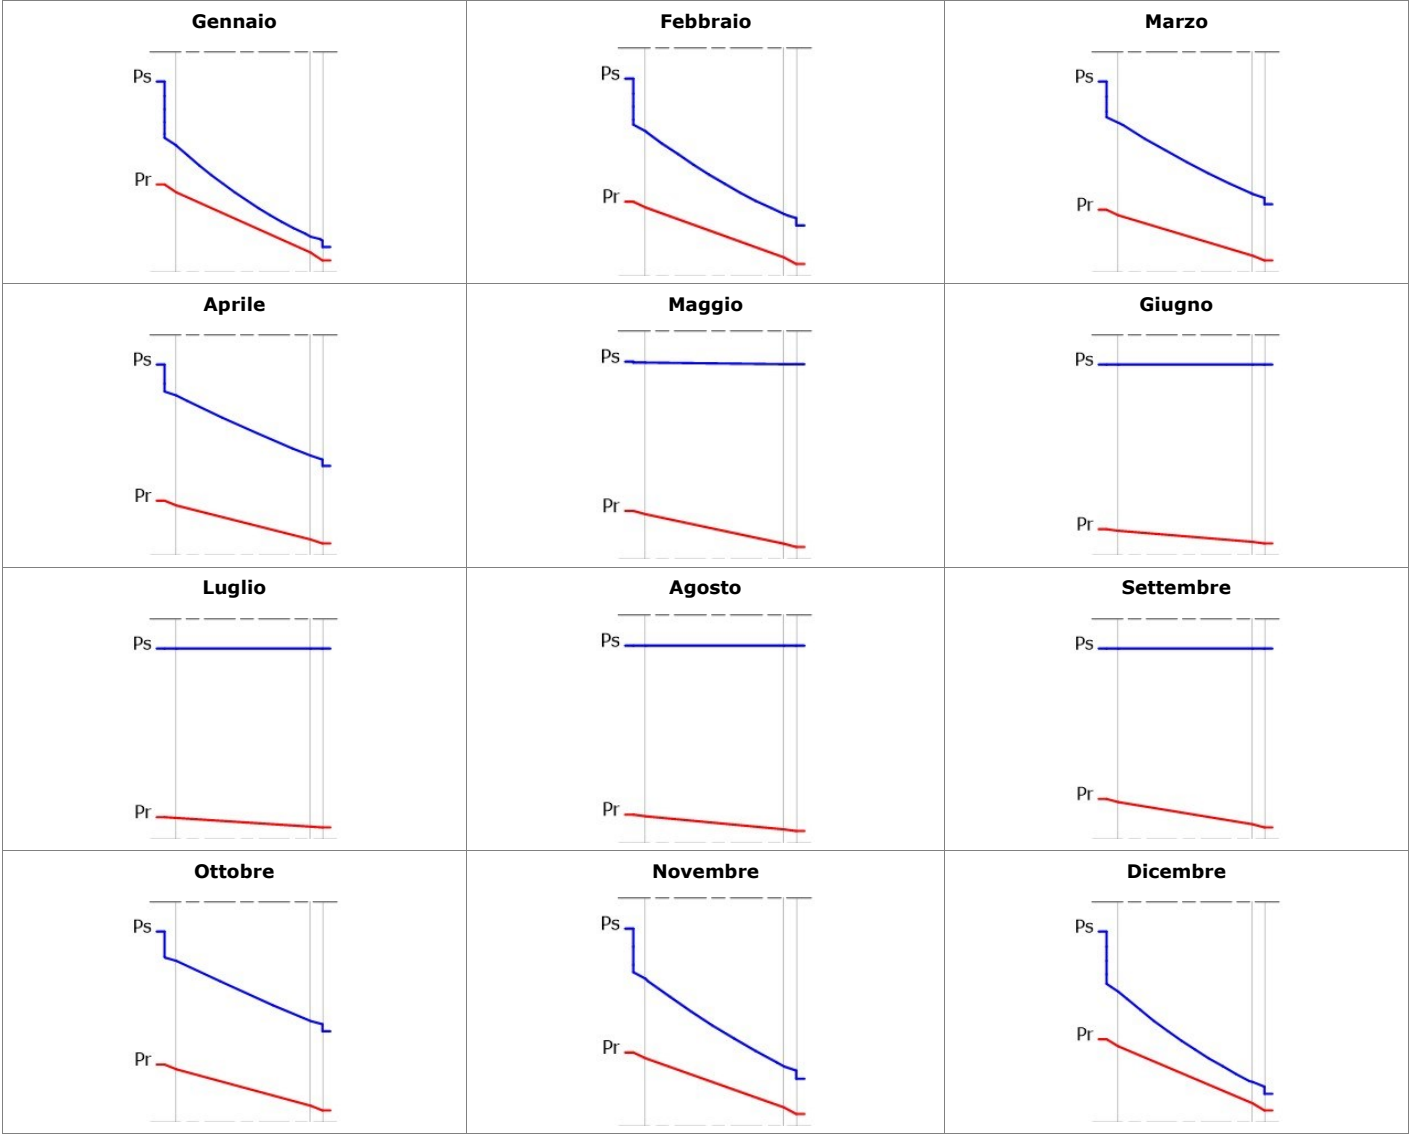 Gennaio Febbraio Marzo
Ps Ps Ps
Pr Pr Pr
Aprile Maggio Giugno
Ps Ps Ps
Pr Pr Pr
Luglio Agosto Settembre
Ps Ps Ps
Pr Pr Pr
Ottobre Novembre Dicembre
Ps Ps Ps
Pr Pr Pr